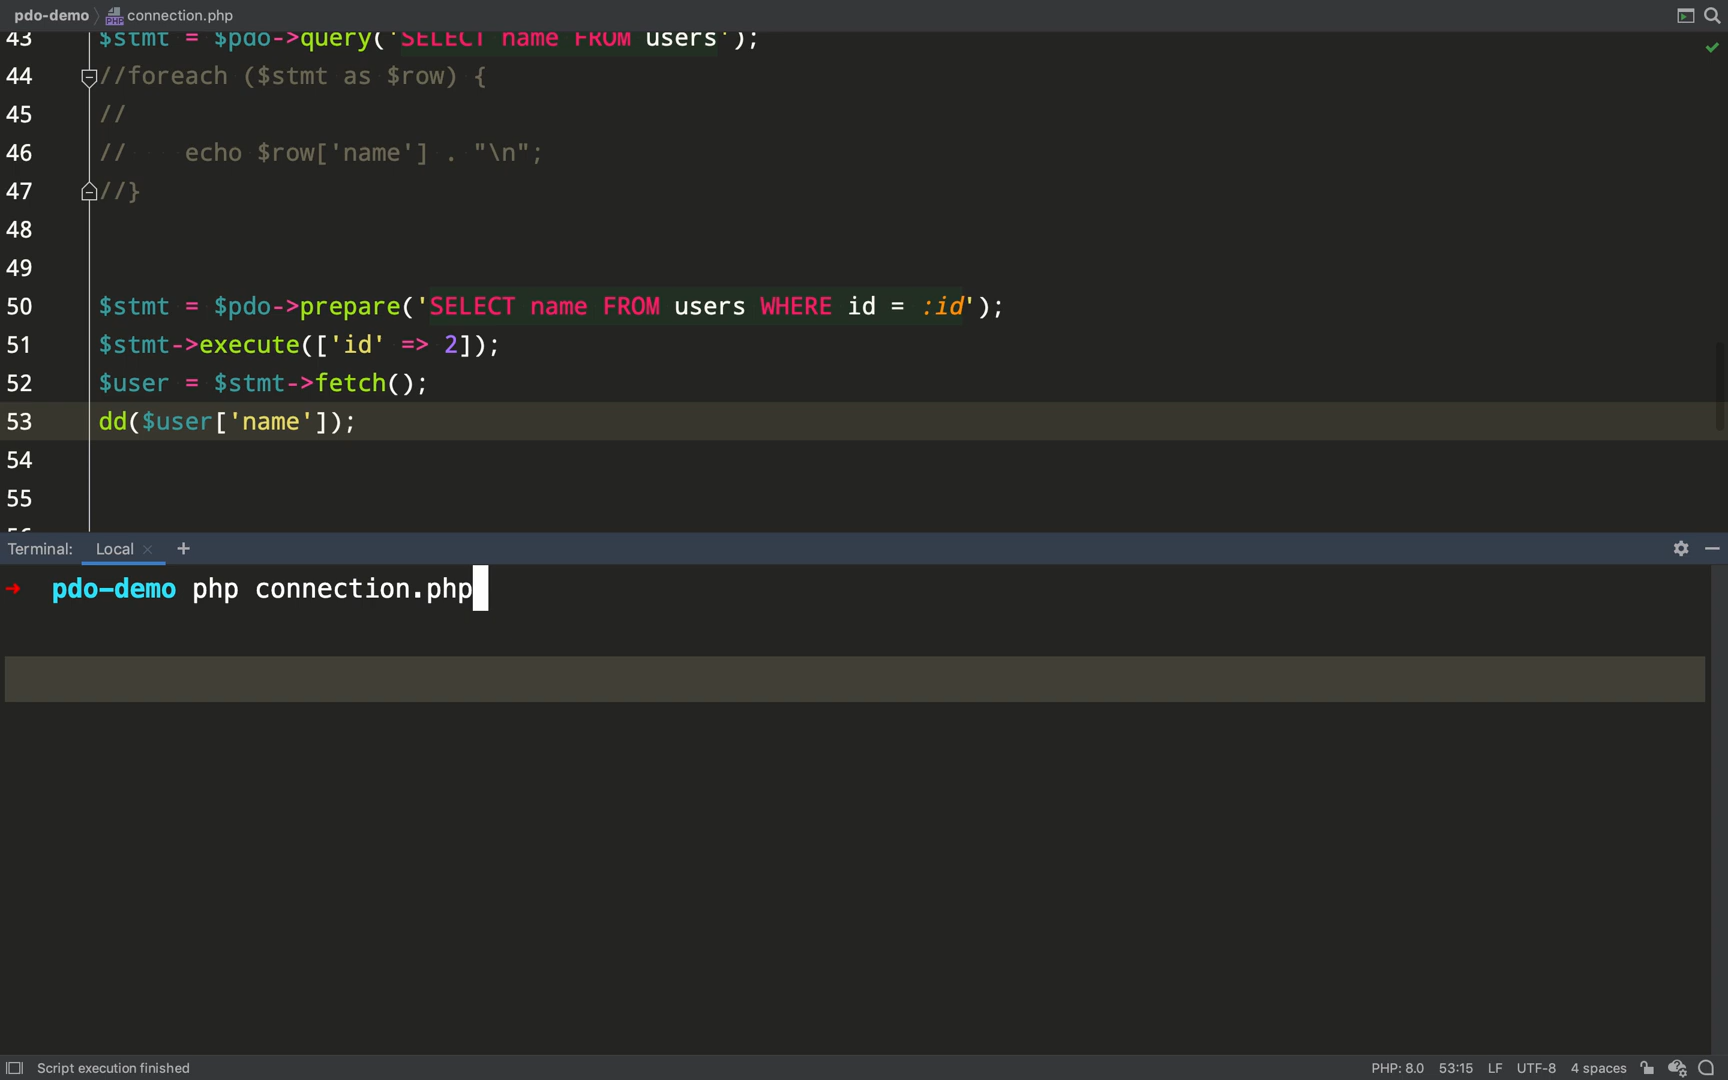 pdo-demo connection.php
43 $stmt = $pdo->query('SELECT name FROM users');
44 //foreach ($stmt as $row) {
45 //
46 //    echo $row['name'] . "\n";
47 //}
48
49
50 $stmt = $pdo->prepare('SELECT name FROM users WHERE id = :id');
51 $stmt->execute(['id' => 2]);
52 $user = $stmt->fetch();
53 dd($user['name']);
54
55
Terminal: Local × +
→ pdo-demo php connection.php
Script execution finished PHP: 8.0 53:15 LF UTF-8 4 spaces